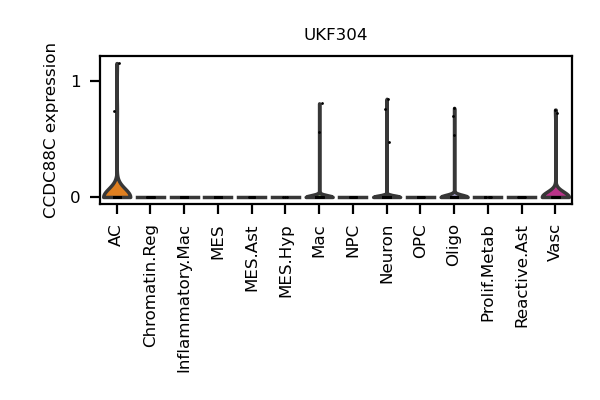 UKF304
CCDC88C expression
1
0
AC
Chromatin.Reg
Inflammatory.Mac
MES
MES.Ast
MES.Hyp
Mac
NPC
Neuron
OPC
Oligo
Prolif.Metab
Reactive.Ast
Vasc